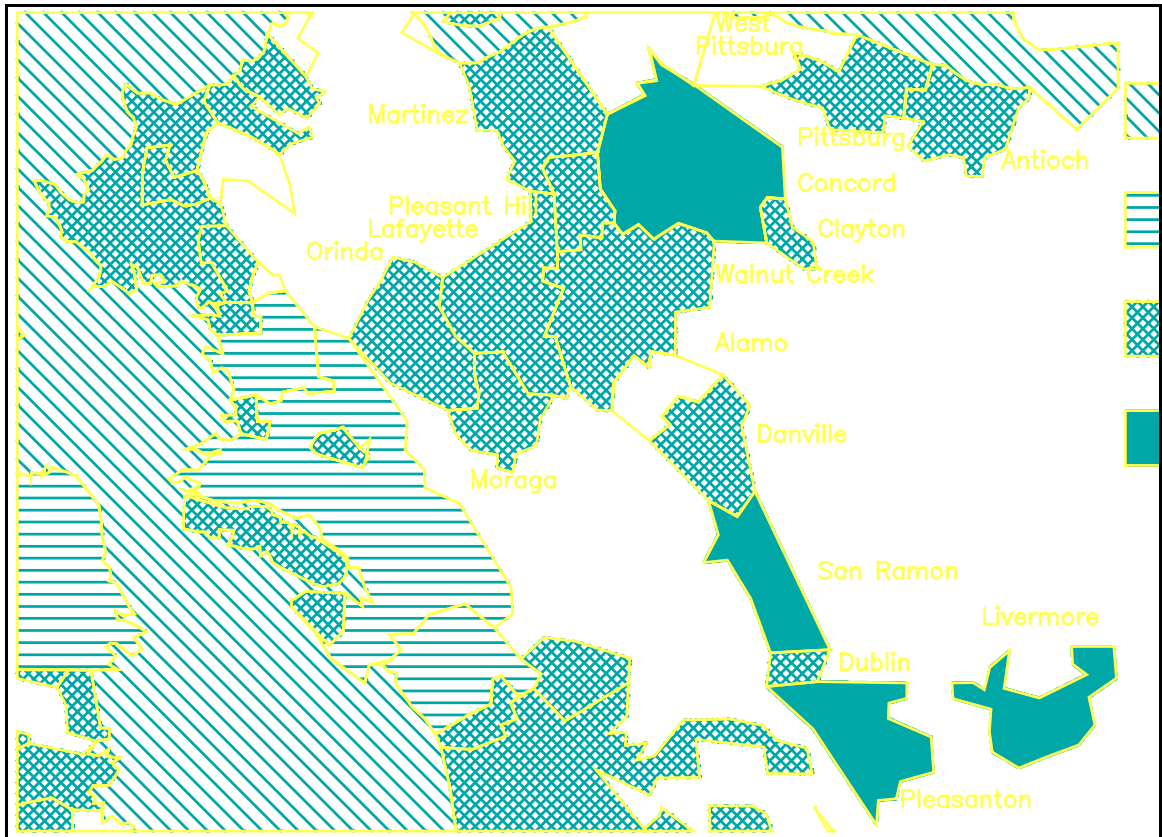 West
Pittsburg
Martinez
Pittsburg
Antioch
Concord
Pleasant Hill
Lafayette
Clayton
Orinda
Walnut Creek
Alamo
Danville
Moraga
San Ramon
Livermore
Dublin
Pleasanton